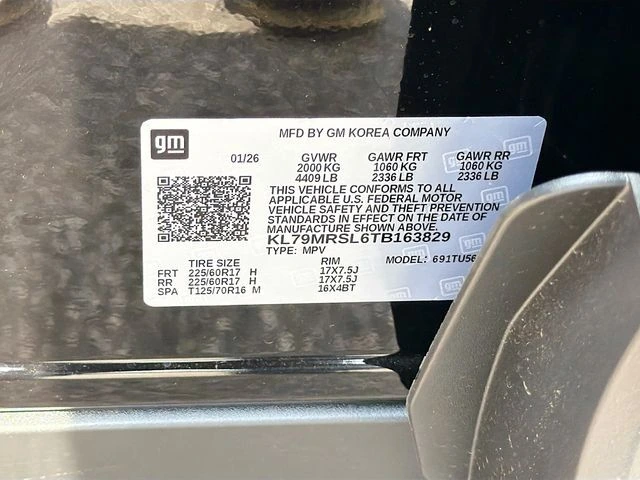 gm
MFD BY GM KOREA COMPANY
01/26 GVWR GAWR FRT GAWR RR
2000 KG 1060 KG 1060 KG
4409 LB 2336 LB 2336 LB
THIS VEHICLE CONFORMS TO ALL
APPLICABLE U.S. FEDERAL MOTOR
VEHICLE SAFETY AND THEFT PREVENTION
STANDARDS IN EFFECT ON THE DATE OF
MANUFACTURE SHOWN ABOVE.
KL79MRSL6TB163829
TYPE: MPV MODEL: 691TU56
TIRE SIZE RIM
FRT 225/60R17 H 17X7.5J
RR 225/60R17 H 17X7.5J
SPA T125/70R16 M 16X4BT